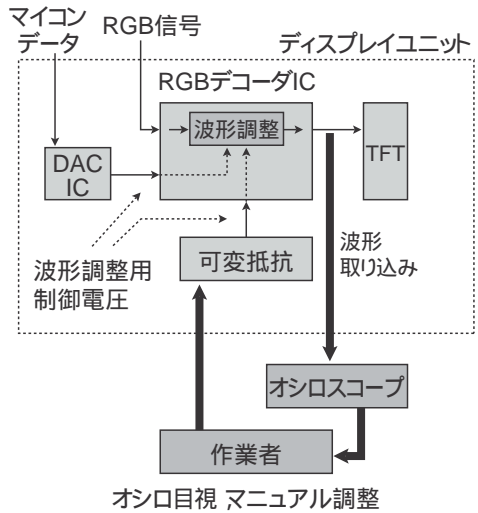 マイコン
データ
RGB信号
ディスプレイユニット
RGBデコーダIC
波形調整
DAC
IC
TFT
波形調整用
制御電圧
可変抵抗
波形
取り込み
オシロスコープ
作業者
オシロ目視、マニュアル調整